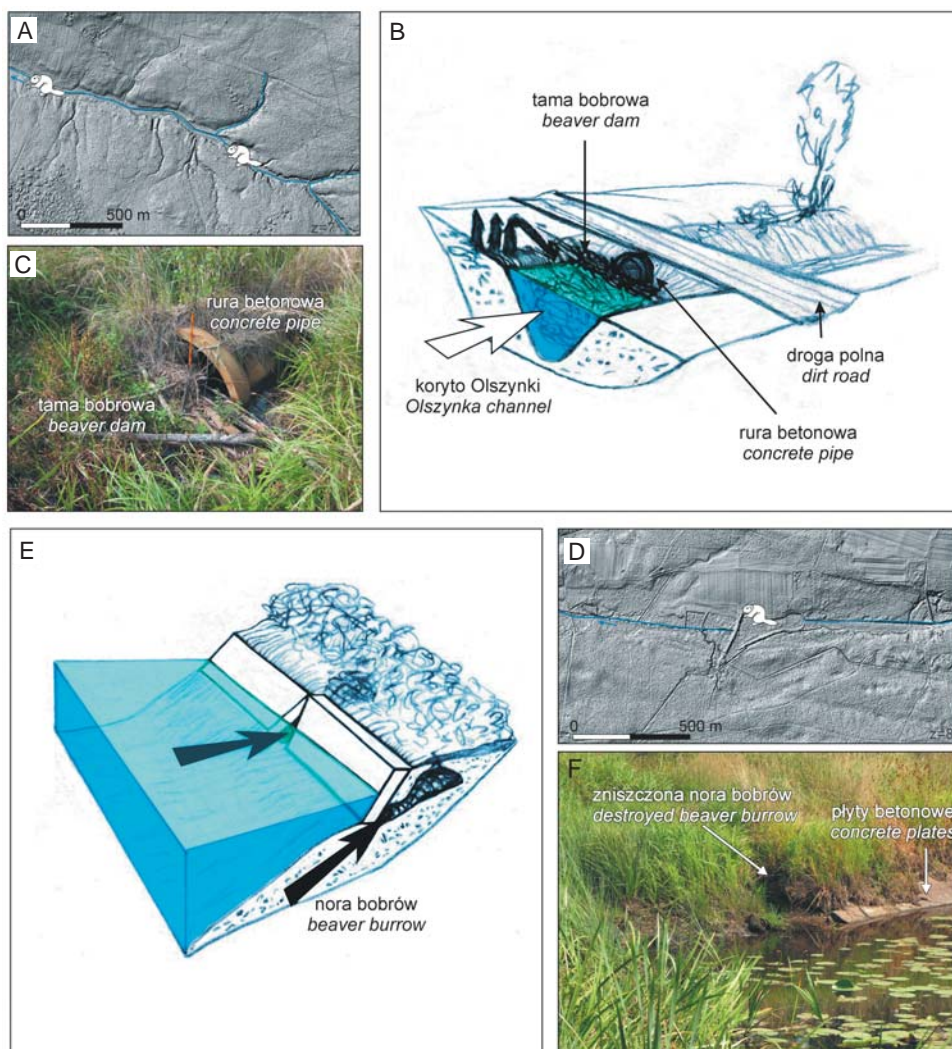 A
0 500 m
B
tama bobrowa
beaver dam
koryto Olszynki
Olszynka channel
droga polna
dirt road
rura betonowa
concrete pipe
C
rura betonowa
concrete pipe
tama bobrowa
beaver dam
E
nora bobrów
beaver burrow
D
0 500 m
F
zniszczona nora bobrów
destroyed beaver burrow
płyty betonowe
concrete plates